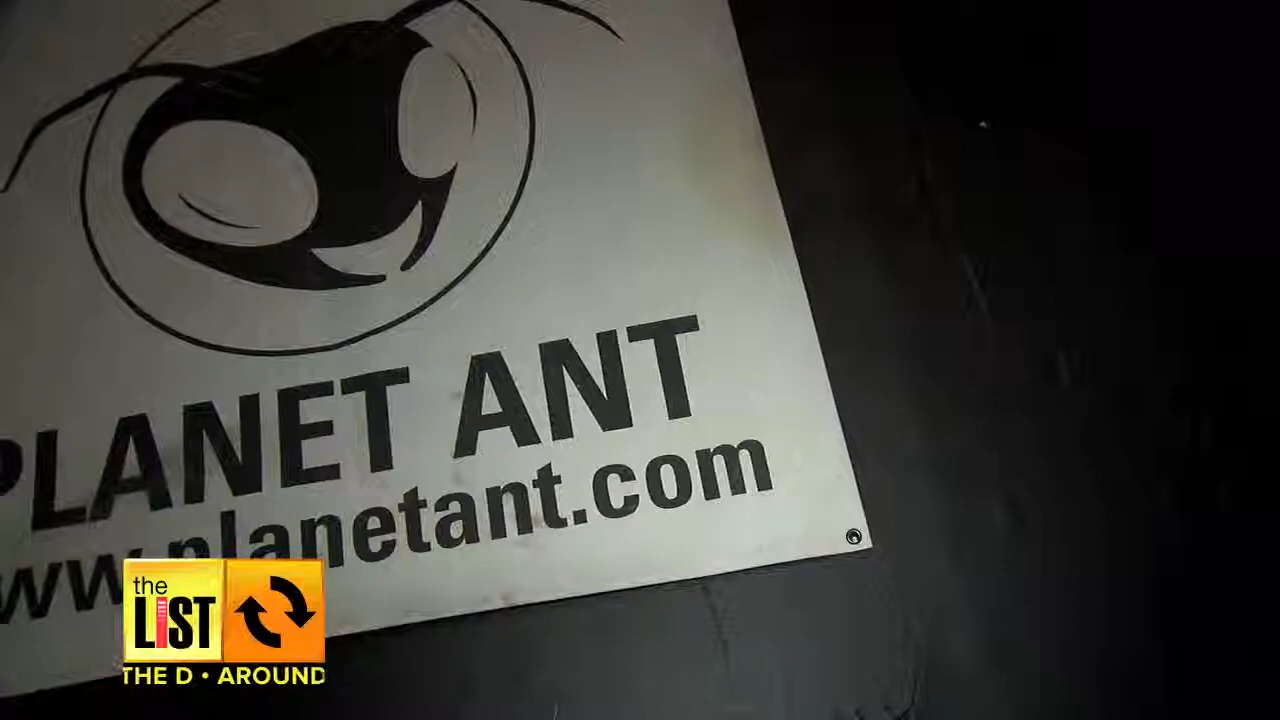 PLANET ANT
www.planetant.com
the
LIST
THE D • AROUND